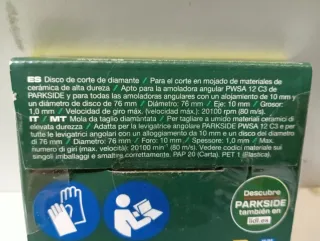 ES Disco de corte de diamante / Para el corte en mojado de materiales de
cerámica de alta dureza / Apto para la amoladora angular PWSA 12 C3 de
PARKSIDE y para todas las amoladoras angulares con un alojamiento de 10 mm y
un diámetro de disco de 76 mm / Diámetro: 76 mm / Eje: 10 mm / Grosor:
1,0 mm / Velocidad de giro máx. (velocidad máx.): 20100 rpm (80 m/s).
IT / MT Mola da taglio diamantata / Per tagliare a umido materiali ceramici di
elevata durezza / Adatta per la levigatrice angolare PARKSIDE PWSA 12 C3 e per
tutte le levigatrici angolari con un alloggiamento da 10 mm e un disco del
diametro di 76 mm / Diametro: 76 mm / Foro: 10 mm / Spessore: 1,0 mm / Max.
numero di giri (max. velocità): 20100 min⁻¹ (80 m/s). Vedere codici materiali sui
singoli imballaggi e smaltire correttamente. PAP 20 (Carta). PET 1 (Plastica).
Descubre
PARKSIDE
también en
lidl.es